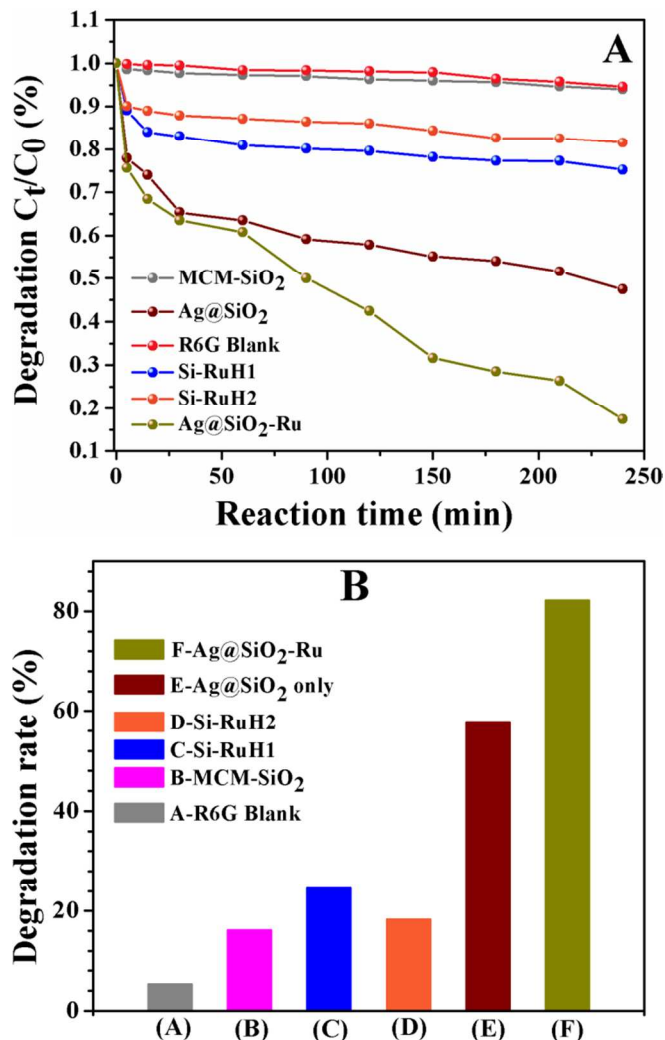 A
Degradation Ct/C0 (%)
1.1
1.0
0.9
0.8
0.7
0.6
0.5
0.4
0.3
0.2
0.1
MCM-SiO2
Ag@SiO2
R6G Blank
Si-RuH1
Si-RuH2
Ag@SiO2-Ru
0 50 100 150 200 250
Reaction time (min)
B
Degradation rate (%)
80
60
40
20
0
F-Ag@SiO2-Ru
E-Ag@SiO2 only
D-Si-RuH2
C-Si-RuH1
B-MCM-SiO2
A-R6G Blank
(A) (B) (C) (D) (E) (F)